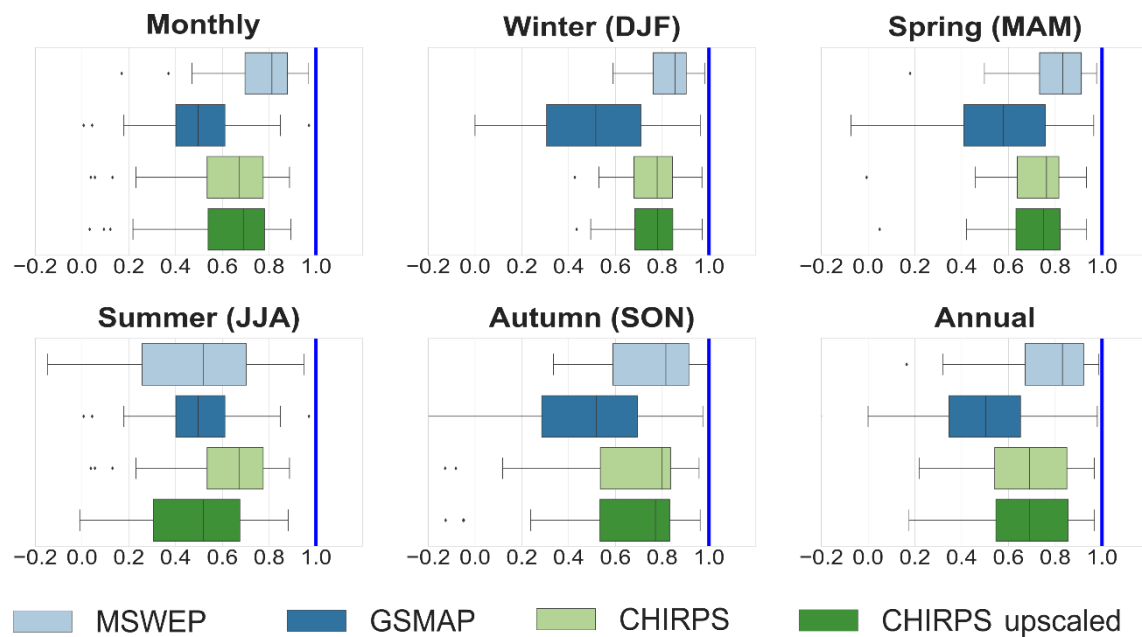 Monthly Winter (DJF) Spring (MAM)
−0.2 0.0 0.2 0.4 0.6 0.8 1.0 −0.2 0.0 0.2 0.4 0.6 0.8 1.0 −0.2 0.0 0.2 0.4 0.6 0.8 1.0
Summer (JJA) Autumn (SON) Annual
−0.2 0.0 0.2 0.4 0.6 0.8 1.0 −0.2 0.0 0.2 0.4 0.6 0.8 1.0 −0.2 0.0 0.2 0.4 0.6 0.8 1.0
MSWEP GSMAP CHIRPS CHIRPS upscaled